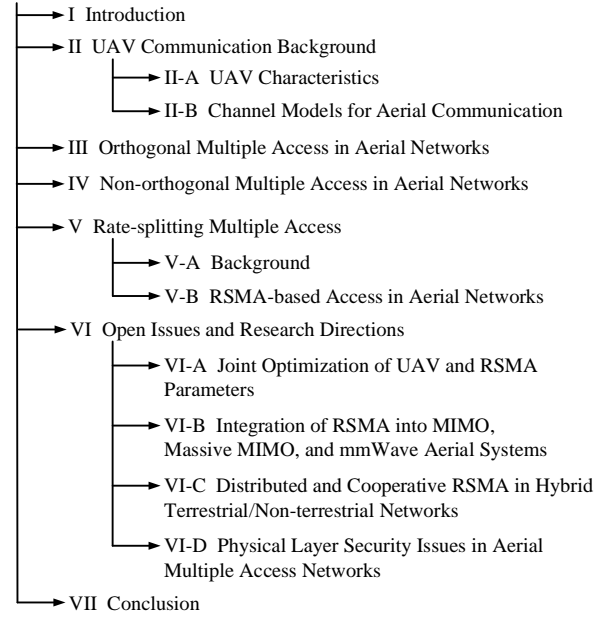 I Introduction
II UAV Communication Background
II-A UAV Characteristics
II-B Channel Models for Aerial Communication
III Orthogonal Multiple Access in Aerial Networks
IV Non-orthogonal Multiple Access in Aerial Networks
V Rate-splitting Multiple Access
V-A Background
V-B RSMA-based Access in Aerial Networks
VI Open Issues and Research Directions
VI-A Joint Optimization of UAV and RSMA
Parameters
VI-B Integration of RSMA into MIMO,
Massive MIMO, and mmWave Aerial Systems
VI-C Distributed and Cooperative RSMA in Hybrid
Terrestrial/Non-terrestrial Networks
VI-D Physical Layer Security Issues in Aerial
Multiple Access Networks
VII Conclusion